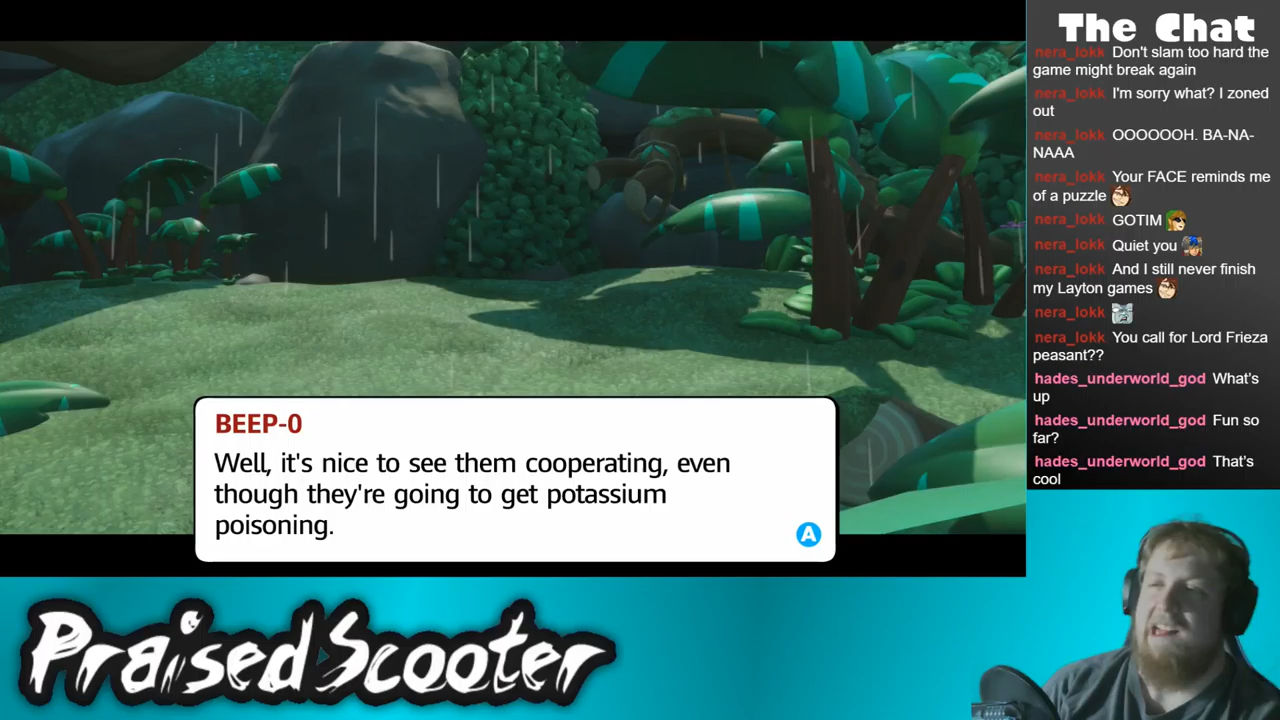 The Chat
nera_lokk Don't slam too hard the
game might break again
nera_lokk I'm sorry what? I zoned
out
nera_lokk OOOOOOH. BA-NA-
NAAA
nera_lokk Your FACE reminds me
of a puzzle
nera_lokk GOTIM
nera_lokk Quiet you
nera_lokk And I still never finish
my Layton games
nera_lokk
nera_lokk You call for Lord Frieza
peasant??
hades_underworld_god What's
up
hades_underworld_god Fun so
far?
hades_underworld_god That's
cool
BEEP-0
Well, it's nice to see them cooperating, even
though they're going to get potassium
poisoning.
A
PraisedScooter